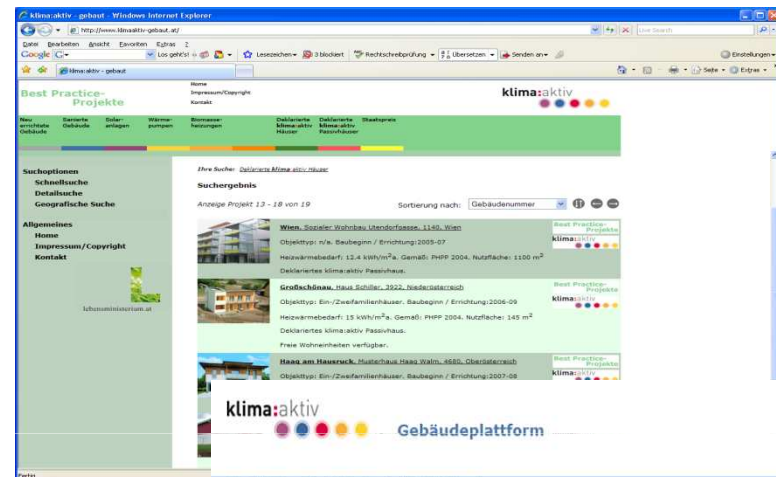 klima:aktiv - gebaut - Windows Internet Explorer
http://www.klimaaktiv-gebaut.at/
Live Search
Datei Bearbeiten Ansicht Favoriten Extras ?
Google G Los geht's! Lesezeichen 3 blockiert Rechtschreibprüfung Übersetzen Senden an Einstellungen
klima:aktiv - gebaut
Seite Extras
Best Practice-
Projekte
Home
Impressum/Copyright
Kontakt
klima:aktiv
Neu errichtete Gebäude
Sanierte Gebäude
Solar-anlagen
Wärme-pumpen
Biomasse-heizungen
Deklarierte klima:aktiv Häuser
Deklarierte klima:aktiv Passivhäuser
Staatspreis
Suchoptionen
Schnellsuche
Detailsuche
Geografische Suche
Allgemeines
Home
Impressum/Copyright
Kontakt
lebensministerium.at
Ihre Suche: Deklarierte klima:aktiv Häuser
Suchergebnis
Anzeige Projekt 13 - 18 von 19
Sortierung nach: Gebäudenummer
Wien, Sozialer Wohnbau Utendorfgasse, 1140, Wien
Objekttyp: n/a. Baubeginn / Errichtung:2005-07
Heizwärmebedarf: 12.4 kWh/m²a. Gemäß: PHPP 2004. Nutzfläche: 1100 m²
Deklariertes klima:aktiv Passivhaus.
Best Practice-
Projekte
klima:aktiv
Großschönau, Haus Schiller, 3922, Niederösterreich
Objekttyp: Ein-/Zweifamilienhäuser. Baubeginn / Errichtung:2006-09
Heizwärmebedarf: 15 kWh/m²a. Gemäß: PHPP 2004. Nutzfläche: 145 m²
Deklariertes klima:aktiv Passivhaus.
Freie Wohneinheiten verfügbar.
Best Practice-
Projekte
klima:aktiv
Haag am Hausruck, Musterhaus Haag Walm, 4680, Oberösterreich
Objekttyp: Ein-/Zweifamilienhäuser. Baubeginn / Errichtung:2007-08
Best Practice-
Projekte
klima:aktiv
klima:aktiv
Gebäudeplattform
Fertig